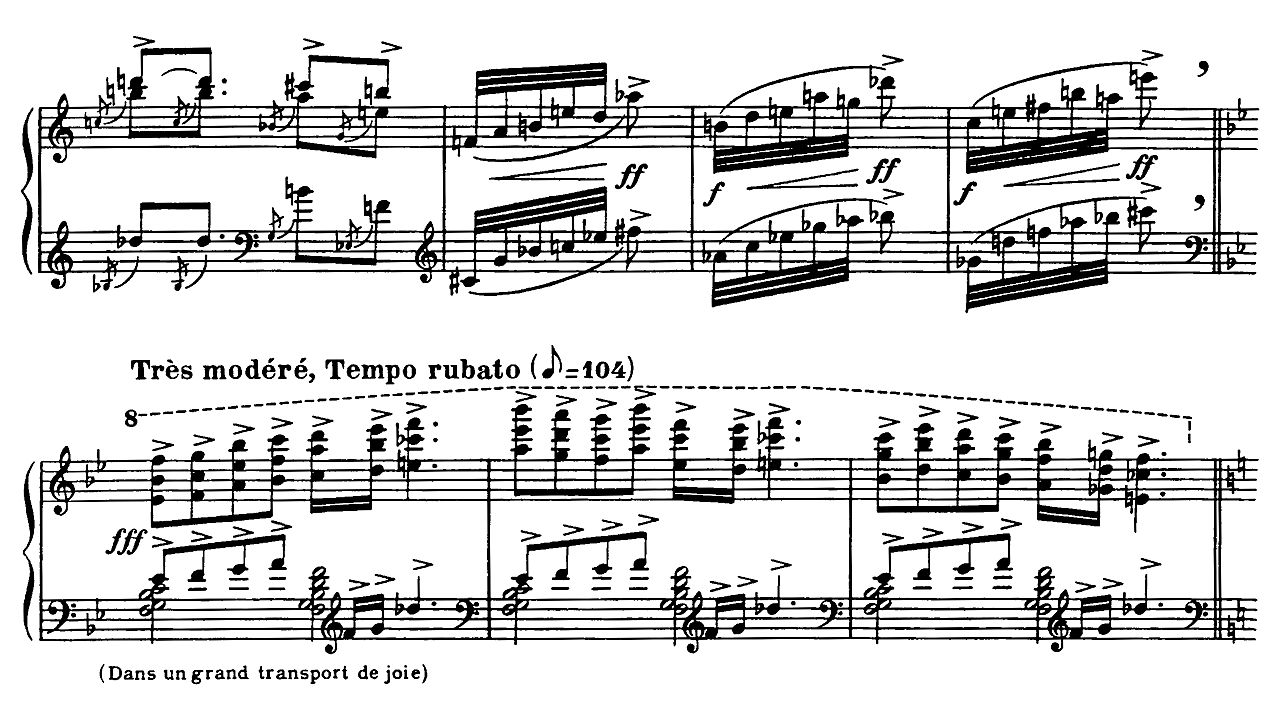 ff
f
ff
f
ff
Très modéré, Tempo rubato (♪=104)
8
fff
(Dans un grand transport de joie)